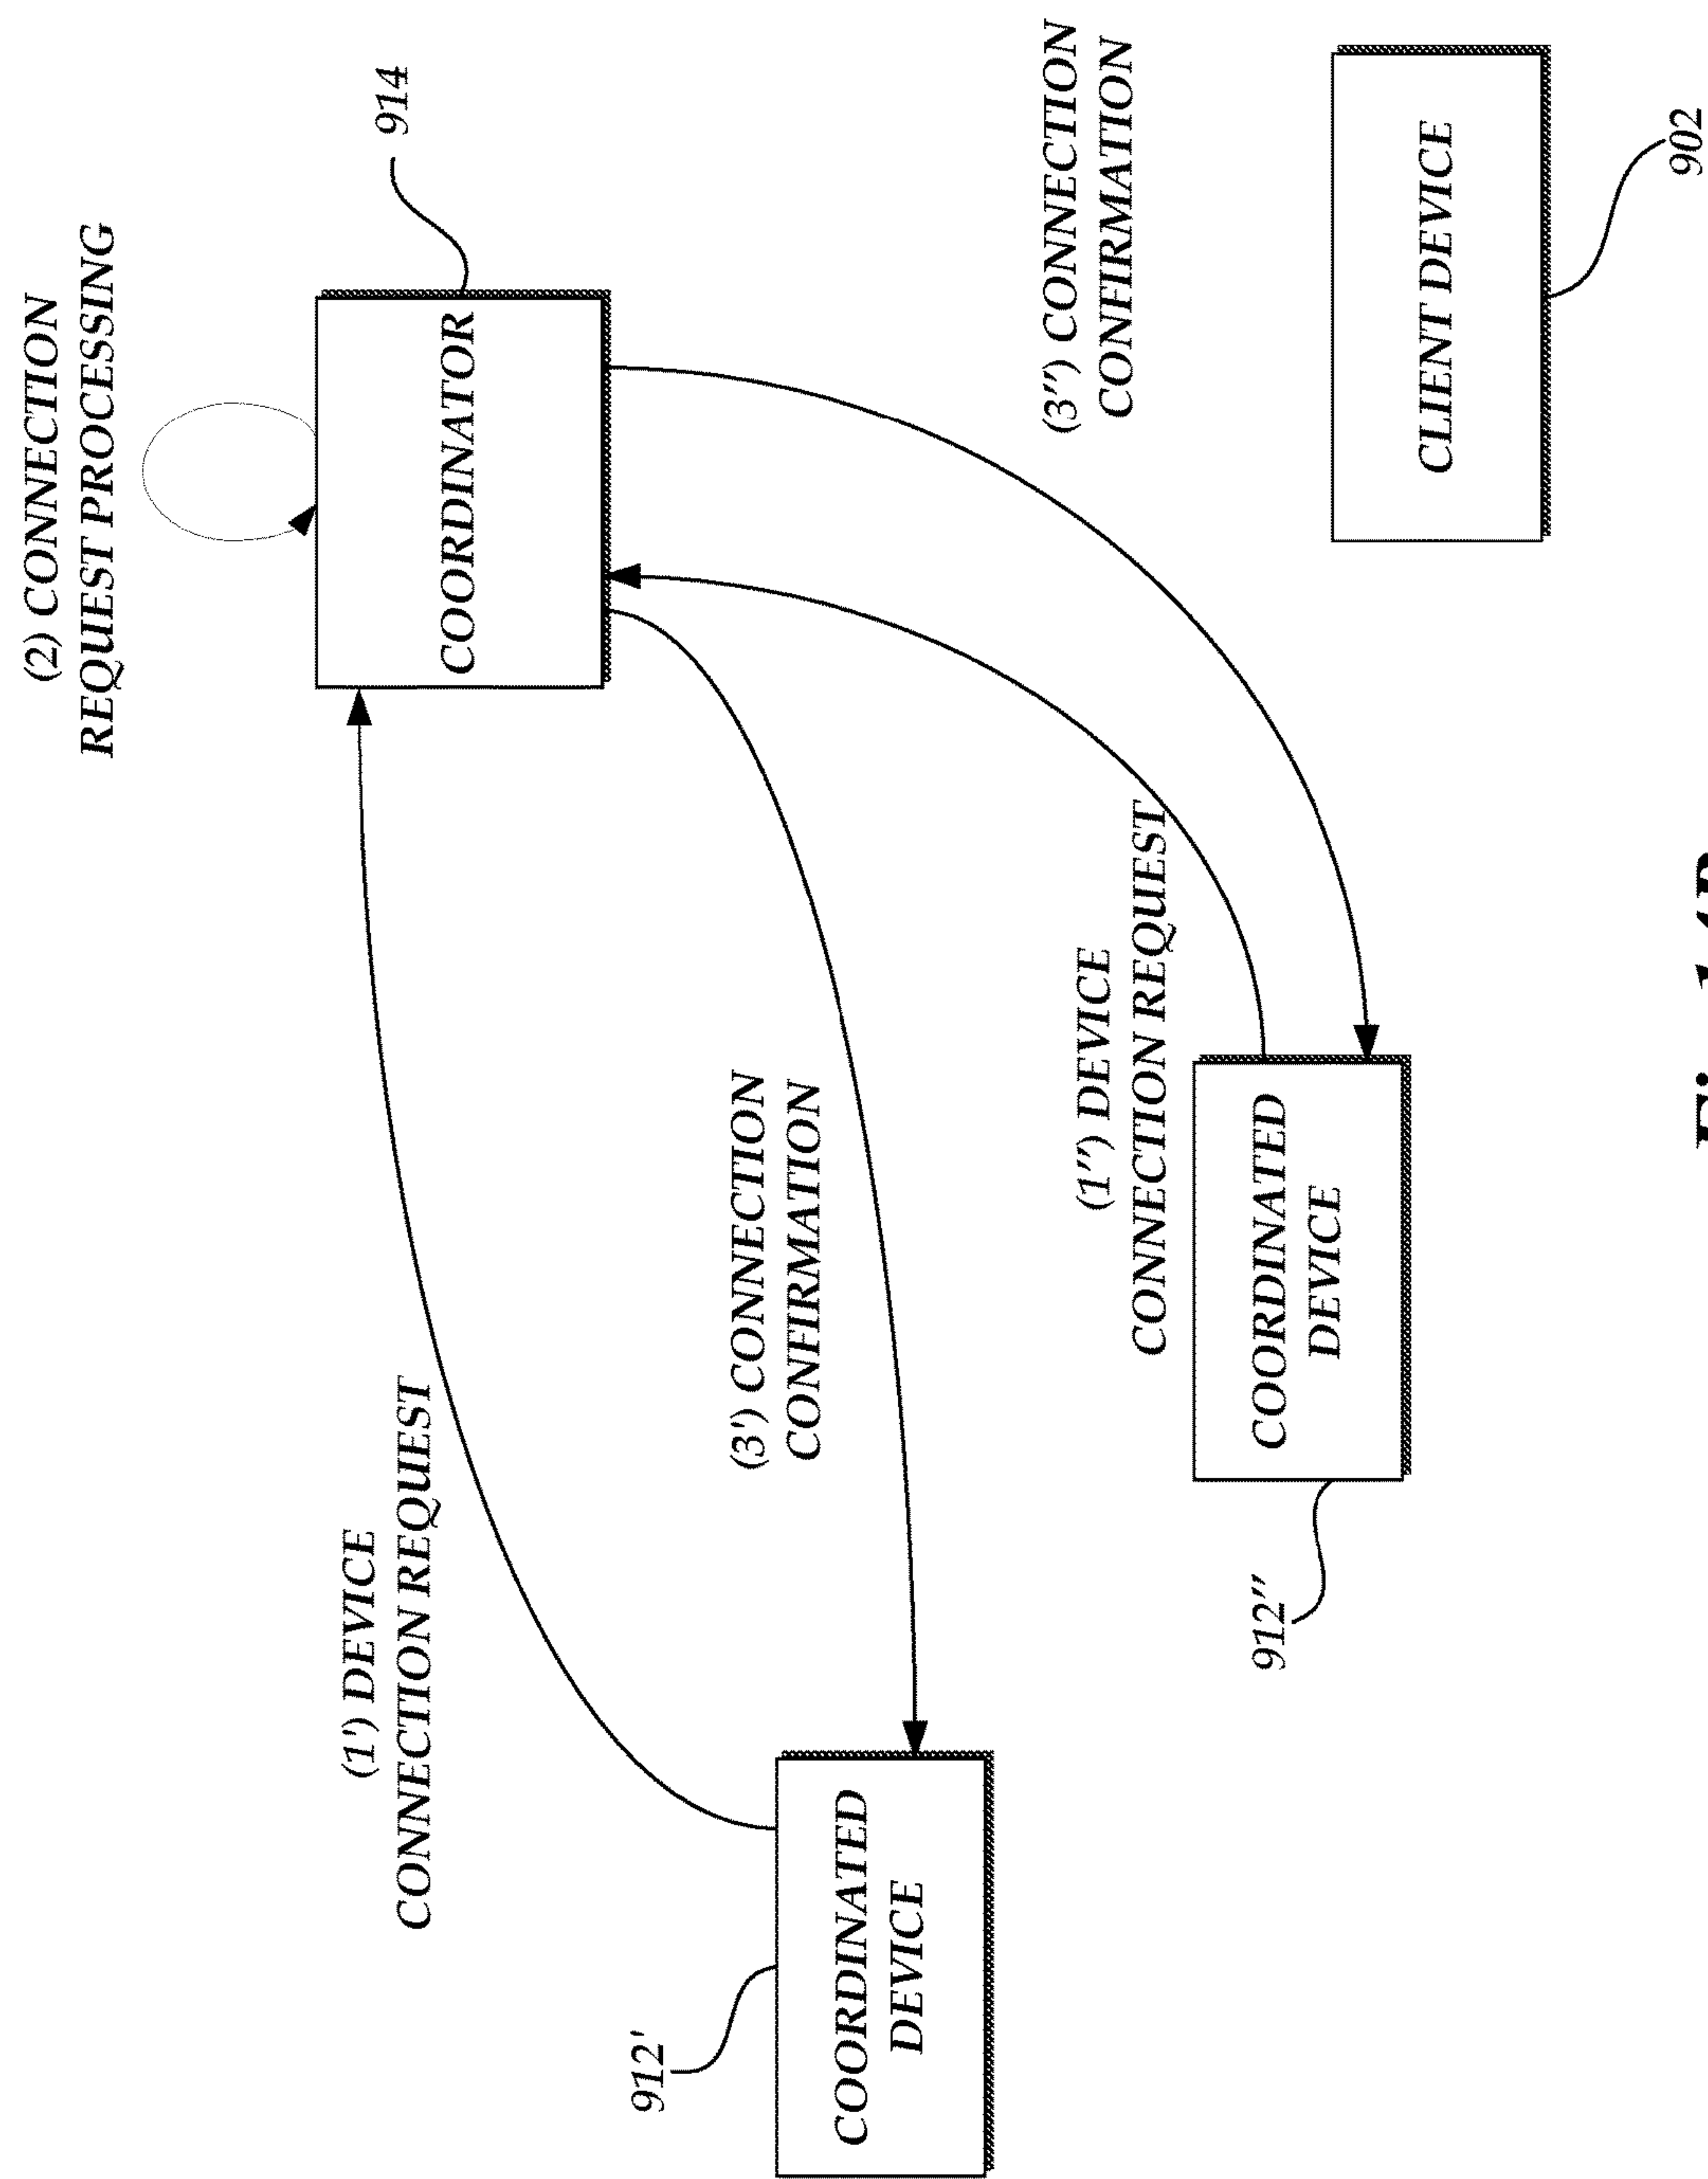 (2) CONNECTION
REQUEST PROCESSING
(1') DEVICE
CONNECTION REQUEST
914
COORDINATOR
912'
(3') CONNECTION
CONFIRMATION
COORDINATED
DEVICE
(3'') CONNECTION
CONFIRMATION
(1'') DEVICE
CONNECTION REQUEST
912''
COORDINATED
DEVICE
CLIENT DEVICE
902